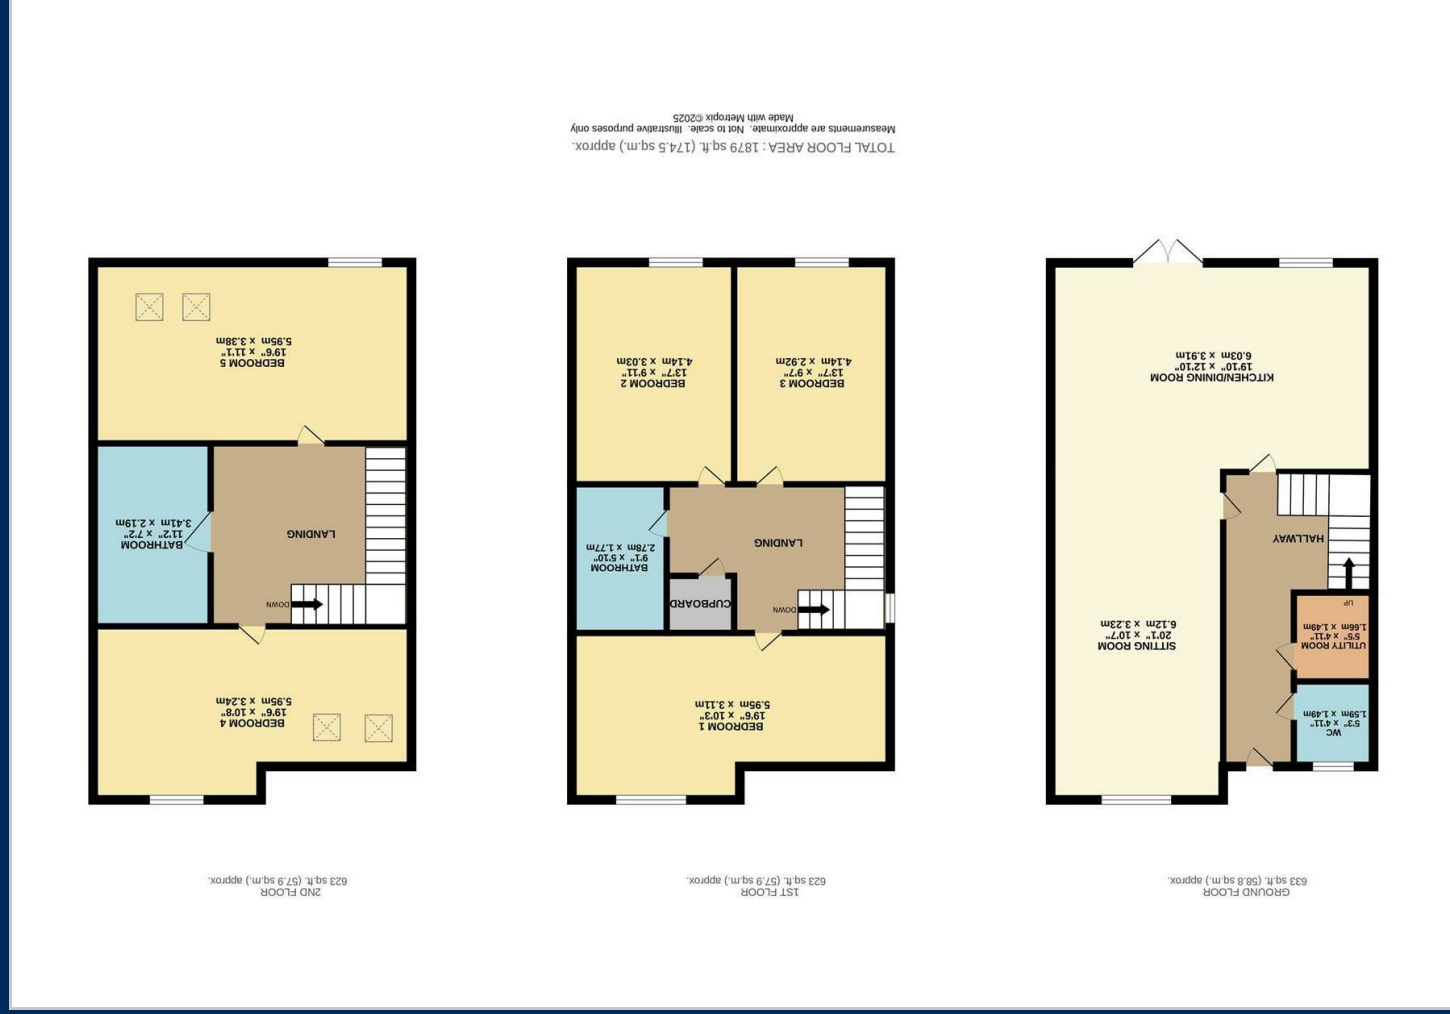 GROUND FLOOR
633 sq.ft. (58.8 sq.m.) approx.
1ST FLOOR
623 sq.ft. (57.9 sq.m.) approx.
2ND FLOOR
623 sq.ft. (57.9 sq.m.) approx.
WC
5'3" x 4'11"
1.59m x 1.49m
UTILITY ROOM
5'5" x 4'11"
1.66m x 1.49m
UP
SITTING ROOM
20'1" x 10'7"
6.12m x 3.23m
HALLWAY
KITCHEN/DINING ROOM
19'10" x 12'10"
6.03m x 3.91m
BEDROOM 1
19'6" x 10'3"
5.95m x 3.11m
DOWN
CUPBOARD
BATHROOM
9'1" x 5'10"
2.78m x 1.77m
LANDING
BEDROOM 3
13'7" x 9'7"
4.14m x 2.92m
BEDROOM 2
13'7" x 9'11"
4.14m x 3.03m
BEDROOM 4
19'6" x 10'8"
5.95m x 3.24m
DOWN
LANDING
BATHROOM
11'2" x 7'2"
3.41m x 2.19m
BEDROOM 5
19'6" x 11'1"
5.95m x 3.38m
TOTAL FLOOR AREA : 1879 sq.ft. (174.5 sq.m.) approx.
Measurements are approximate. Not to scale. Illustrative purposes only
Made with Metropix ©2025